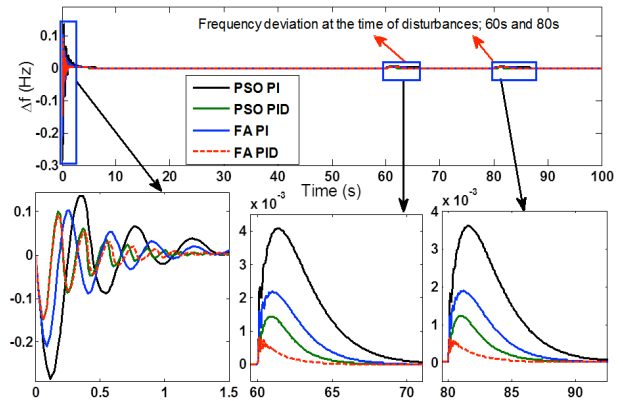 Frequency deviation at the time of disturbances; 60s and 80s
0.1
0
-0.1
-0.2
-0.3
Δf (Hz)
PSO PI
PSO PID
FA PI
FA PID
0 10 20 30 40 50 60 70 80 90 100
Time (s)
0.1
0
-0.1
-0.2
0 0.5 1 1.5
x 10 -3
4
3
2
1
0
60 65 70
x 10 -3
4
3
2
1
0
80 85 90